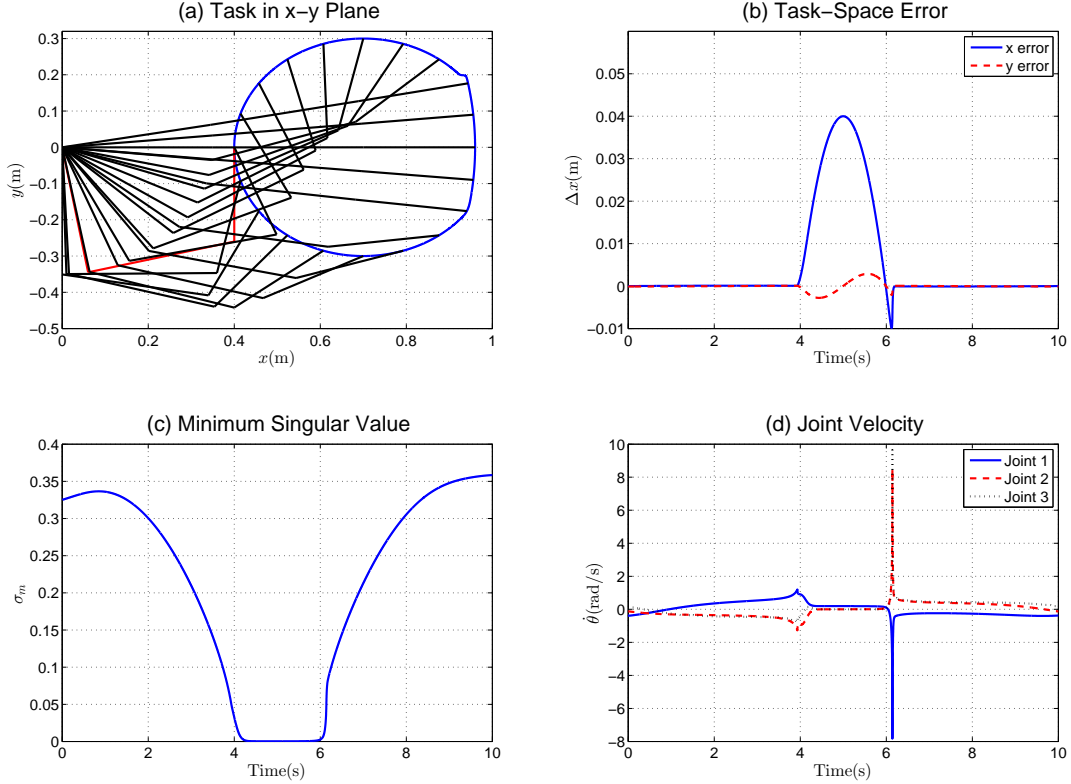 (a) Task in x−y Plane
0.3
0.2
0.1
0
−0.1
−0.2
−0.3
−0.4
−0.5
y(m)
0 0.2 0.4 0.6 0.8 1
x(m)
(b) Task−Space Error
x error
y error
0.05
0.04
0.03
0.02
0.01
0
−0.01
Δx(m)
0 2 4 6 8 10
Time(s)
(c) Minimum Singular Value
0.4
0.35
0.3
0.25
0.2
0.15
0.1
0.05
0
σm
0 2 4 6 8 10
Time(s)
(d) Joint Velocity
Joint 1
Joint 2
Joint 3
10
8
6
4
2
0
−2
−4
−6
−8
θ̇(rad/s)
0 2 4 6 8 10
Time(s)